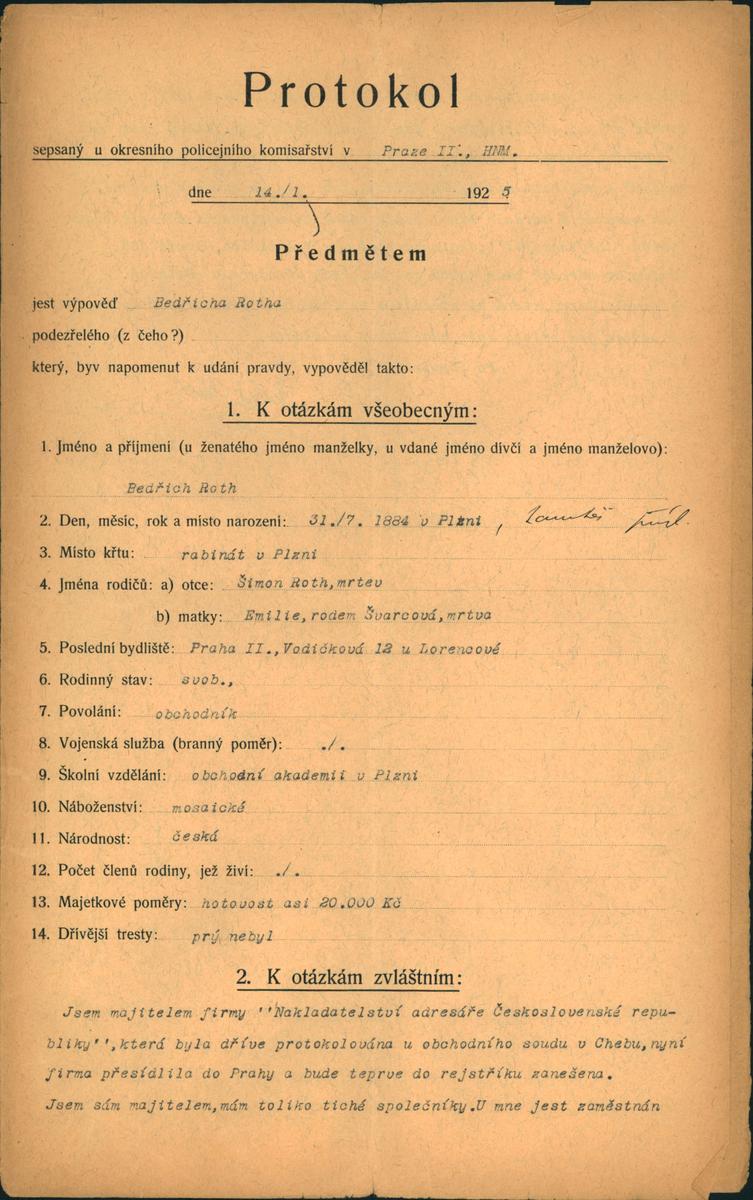 Protokol
sepsaný u okresního policejního komisařství v Praze II., HNM.
dne 14./1. 1925
Předmětem
jest výpověď Bedřicha Rotha
podezřelého (z čeho?)
který, byv napomenut k udání pravdy, vypověděl takto:
1. K otázkám všeobecným:
1. Jméno a příjmení (u ženatého jméno manželky, u vdané jméno dívčí a jméno manželovo):
Bedřich Roth
2. Den, měsíc, rok a místo narození: 31./7. 1884 v Plzni,
3. Místo křtu: rabinát v Plzni
4. Jména rodičů: a) otce: Šimon Roth,mrtev
b) matky: Emilie,rodem Švarcová,mrtva
5. Poslední bydliště: Praha II.,Vodičková 12 u Lorencové
6. Rodinný stav: svob.,
7. Povolání: obchodník
8. Vojenská služba (branný poměr): ./.
9. Školní vzdělání: obchodní akademii v Plzni
10. Náboženství: mosaické
11. Národnost: česká
12. Počet členů rodiny, jež živí: ./.
13. Majetkové poměry: hotovost asi 20.000 Kč
14. Dřívější tresty: prý nebyl
2. K otázkám zvláštním:
Jsem majitelem firmy ''Nakladatelství adresáře Československé repu-
bliky'',která byla dříve protokolována u obchodního soudu v Chebu,nyní
firma přesídlila do Prahy a bude teprve do rejstříku zanešena.
Jsem sám majitelem,mám toliko tiché společníky.U mne jest zaměstnán